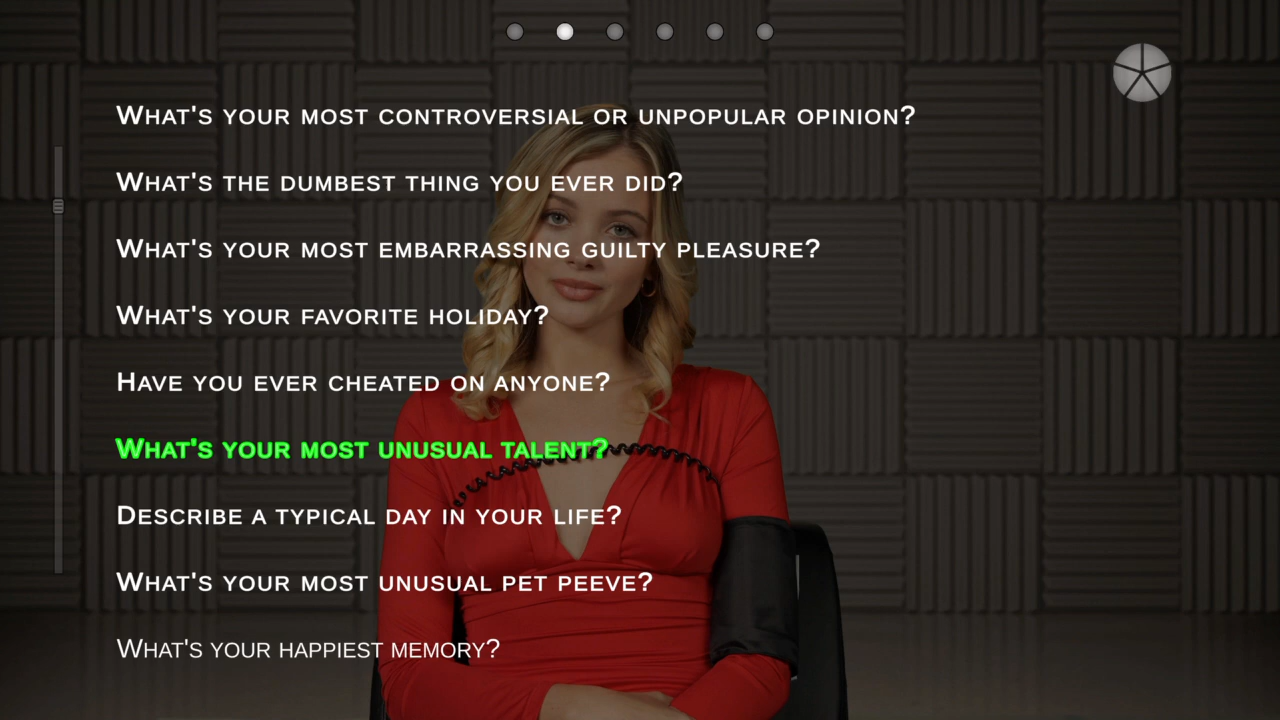 What's your most controversial or unpopular opinion?
What's the dumbest thing you ever did?
What's your most embarrassing guilty pleasure?
What's your favorite holiday?
Have you ever cheated on anyone?
What's your most unusual talent?
Describe a typical day in your life?
What's your most unusual pet peeve?
What's your happiest memory?